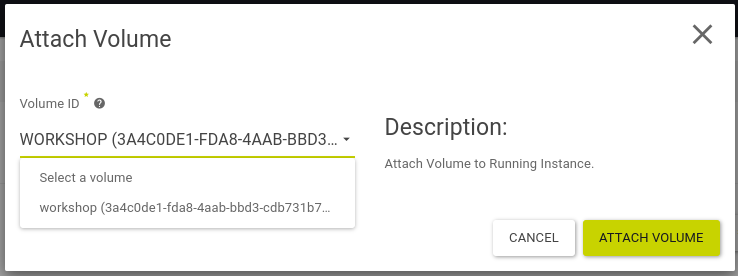 Attach Volume
Volume ID *
WORKSHOP (3A4C0DE1-FDA8-4AAB-BBD3...
Select a volume
workshop (3a4c0de1-fda8-4aab-bbd3-cdb731b7...
Description:
Attach Volume to Running Instance.
CANCEL
ATTACH VOLUME